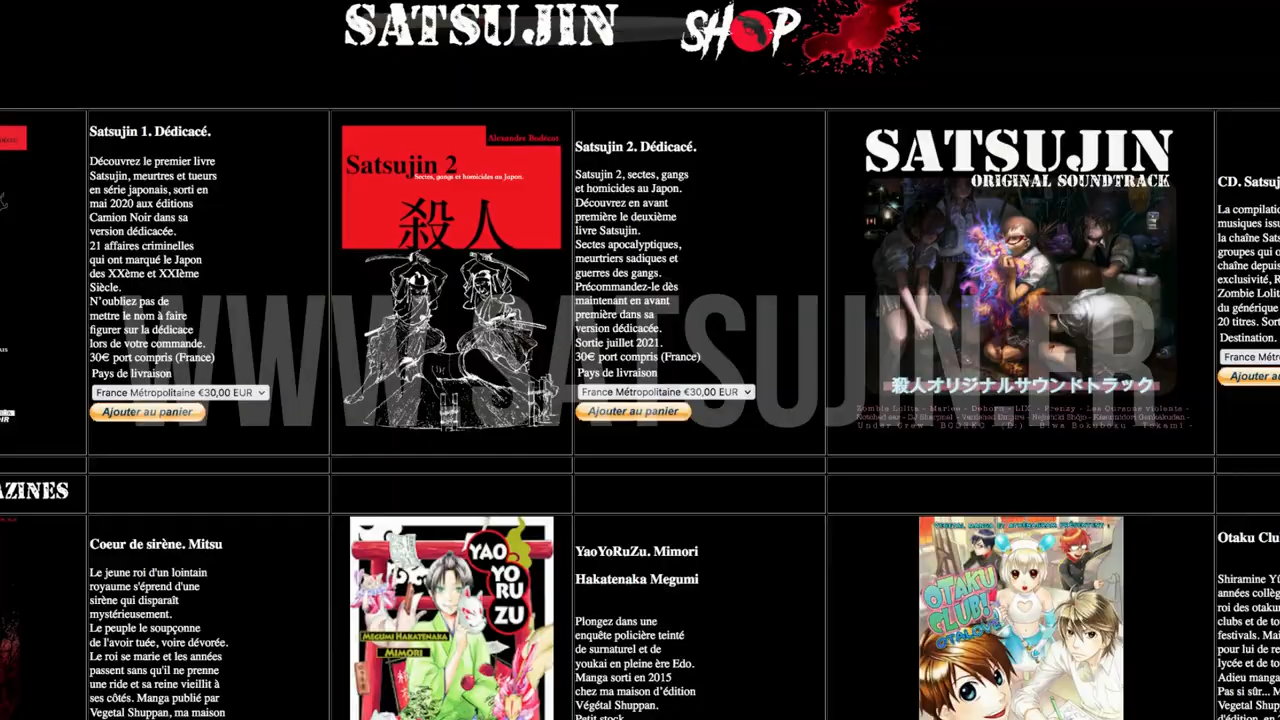 SATSUJIN SHOP
Satsujin 1. Dédicacé.
Découvrez le premier livre
Satsujin, meurtres et tueurs
en série japonais, sorti en
mai 2020 aux éditions
Camion Noir dans sa
version dédicacée.
21 affaires criminelles
qui ont marqué le Japon
des XXème et XXIème
Siècle.
N'oubliez pas de
mettre le nom à faire
figurer sur la dédicace
lors de votre commande.
30€ port compris (France)
Pays de livraison
France Métropolitaine €30,00 EUR
Ajouter au panier
Alexandre Bodécot
Satsujin 2
Sectes, gangs et homicides au Japon.
殺人
Satsujin 2. Dédicacé.
Satsujin 2, sectes, gangs
et homicides au Japon.
Découvrez en avant
première le deuxième
livre Satsujin.
Sectes apocalyptiques,
meurtriers sadiques et
guerres des gangs.
Précommandez-le dès
maintenant en avant
première dans sa
version dédicacée.
Sortie juillet 2021.
30€ port compris (France)
Pays de livraison
France Métropolitaine €30,00 EUR
Ajouter au panier
SATSUJIN
ORIGINAL SOUNDTRACK
殺人オリジナルサウンドトラック
CD. Satsuj
La compilatio
musiques issu
la chaîne Sats
groupes qui o
chaîne depuis
exclusivité, R
Zombie Lolita
du générique
20 titres. Sort
Destination.
France Métro
Ajouter a
WWW.SATSUJIN.FR
AZINES
Coeur de sirène. Mitsu
Le jeune roi d'un lointain
royaume s'éprend d'une
sirène qui disparaît
mystérieusement.
Le peuple le soupçonne
de l'avoir tuée, voire dévorée.
Le roi se marie et les années
passent sans qu'il ne prenne
une ride et sa reine vieillit à
ses côtés. Manga publié par
Vegetal Shuppan, ma maison
YAO
YO
RU
ZU
MEGUMI HAKATENAKA
MIMORI
YaoYoRuZu. Mimori
Hakatenaka Megumi
Plongez dans une
enquête policière teinté
de surnaturel et de
youkai en pleine ère Edo.
Manga sorti en 2015
chez ma maison d'édition
Végétal Shuppan.
Petit stock
OTAKU
CLUB!
OTALOVE
Otaku Clu
Shiramine Yû
années collèg
roi des otaku
clubs et de to
festivals. Mai
pour lui de re
lycée et de to
Adieu manga
Pas si sûr... M
Vegetal Shup
d'édition